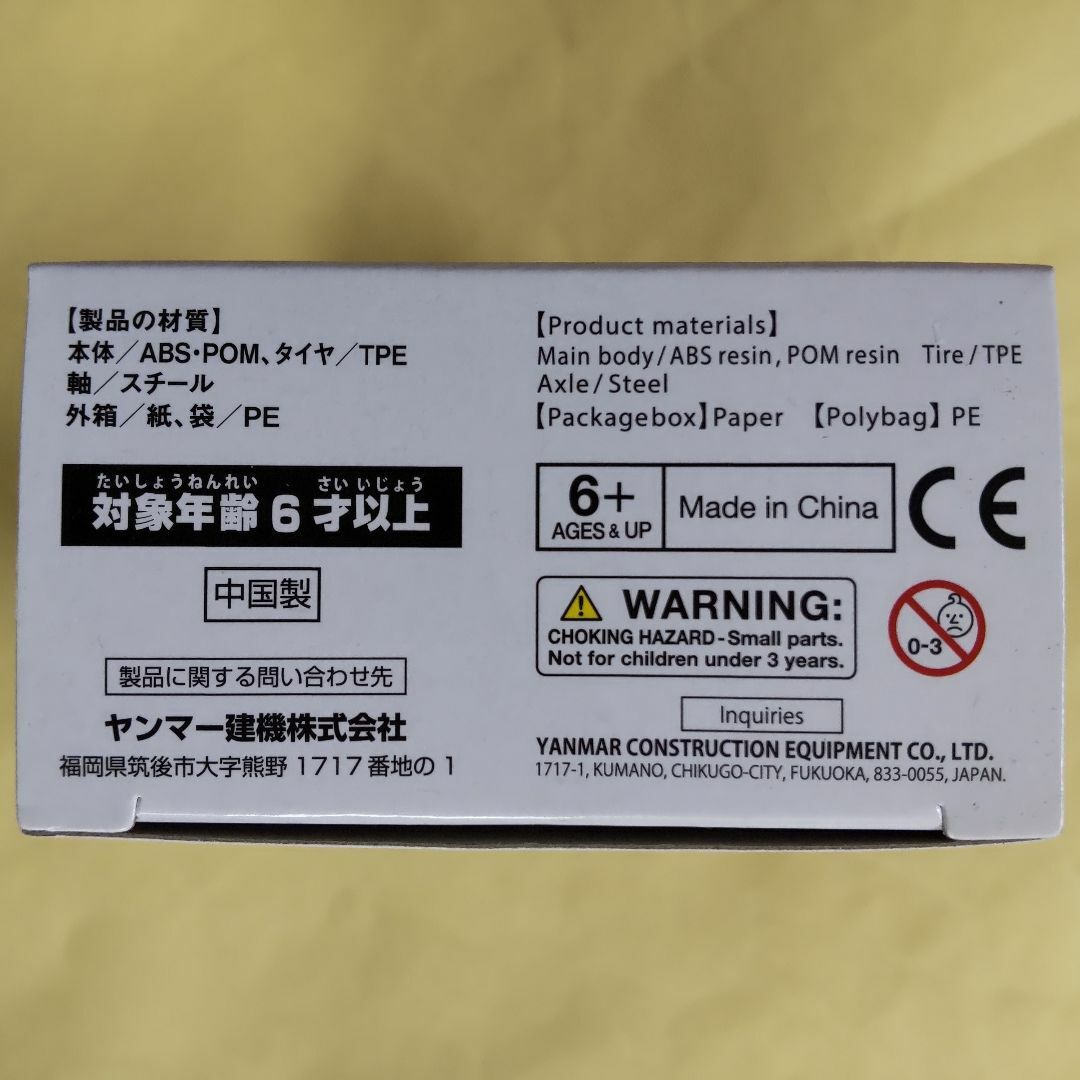 【製品の材質】
本体／ABS・POM、タイヤ／TPE
軸／スチール
外箱／紙、袋／PE
たいしょうねんれい さい いじょう
対象年齢 6 才以上
中国製
製品に関する問い合わせ先
ヤンマー建機株式会社
福岡県筑後市大字熊野 1717 番地の 1
【Product materials】
Main body / ABS resin, POM resin Tire / TPE
Axle / Steel
【Packagebox】Paper 【Polybag】PE
6+
AGES & UP
Made in China
CE
WARNING:
CHOKING HAZARD - Small parts.
Not for children under 3 years.
0-3
Inquiries
YANMAR CONSTRUCTION EQUIPMENT CO., LTD.
1717-1, KUMANO, CHIKUGO-CITY, FUKUOKA, 833-0055, JAPAN.